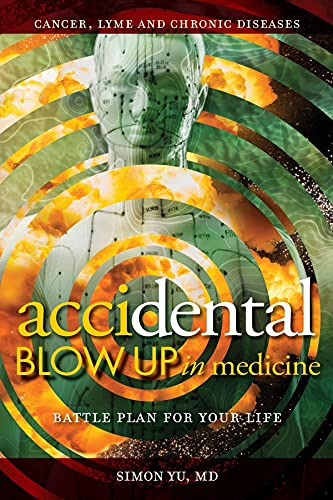 CANCER, LYME AND CHRONIC DISEASES
accidental
BLOW UP in medicine
BATTLE PLAN FOR YOUR LIFE
SIMON YU, MD